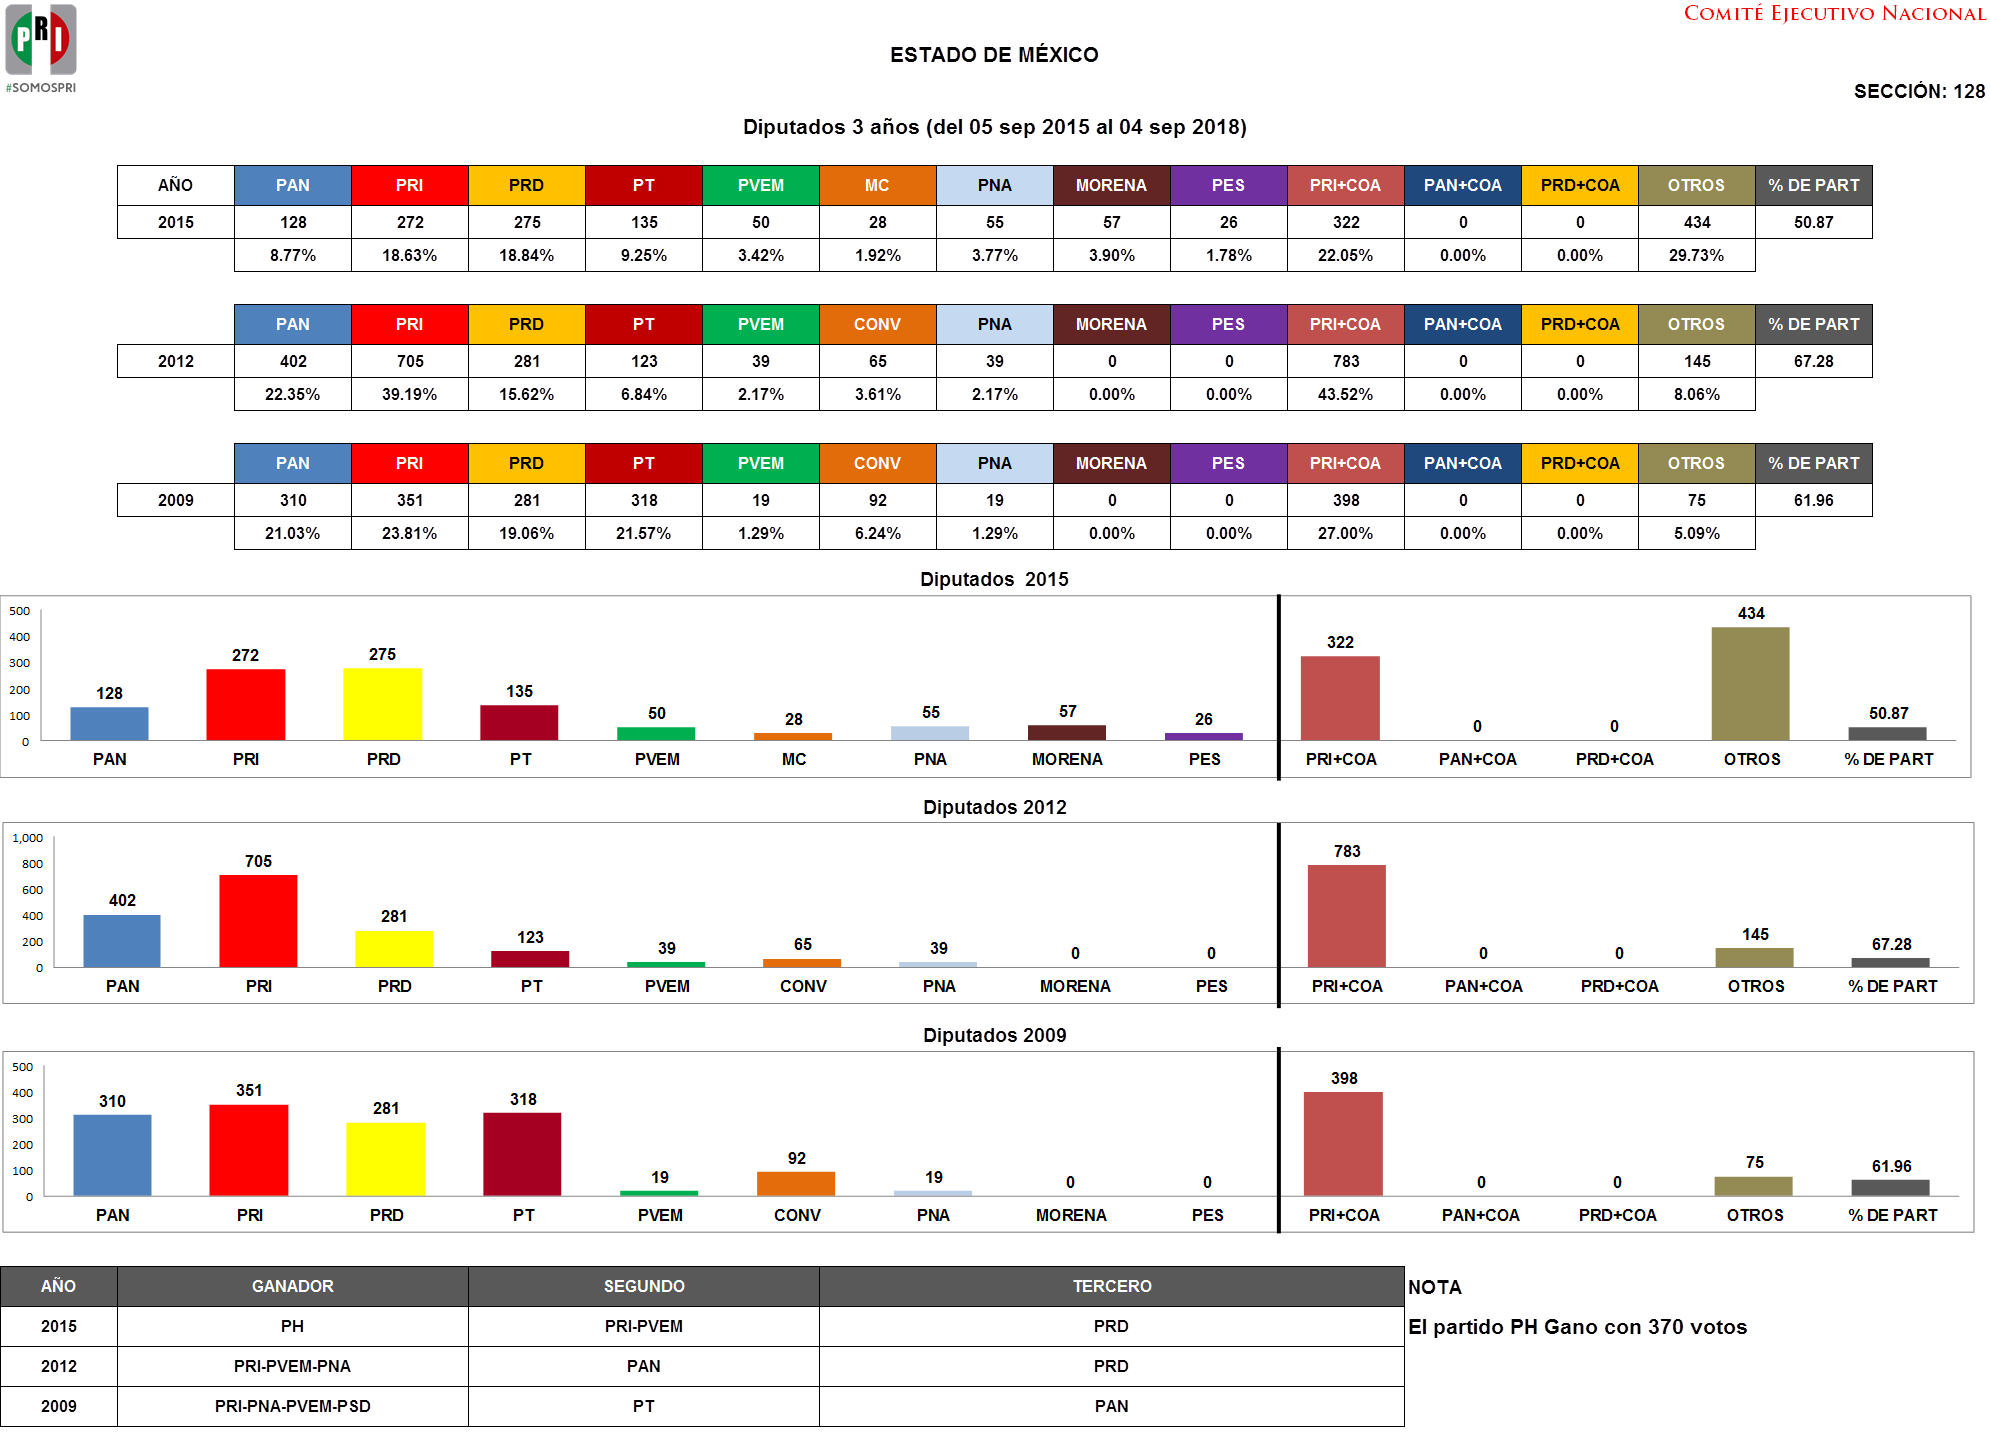 PRI
#SOMOSPRI
COMITÉ EJECUTIVO NACIONAL
ESTADO DE MÉXICO
SECCIÓN: 128
Diputados 3 años (del 05 sep 2015 al 04 sep 2018)
AÑO PAN PRI PRD PT PVEM MC PNA MORENA PES PRI+COA PAN+COA PRD+COA OTROS % DE PART
2015 128 272 275 135 50 28 55 57 26 322 0 0 434 50.87
8.77% 18.63% 18.84% 9.25% 3.42% 1.92% 3.77% 3.90% 1.78% 22.05% 0.00% 0.00% 29.73%
PAN PRI PRD PT PVEM CONV PNA MORENA PES PRI+COA PAN+COA PRD+COA OTROS % DE PART
2012 402 705 281 123 39 65 39 0 0 783 0 0 145 67.28
22.35% 39.19% 15.62% 6.84% 2.17% 3.61% 2.17% 0.00% 0.00% 43.52% 0.00% 0.00% 8.06%
PAN PRI PRD PT PVEM CONV PNA MORENA PES PRI+COA PAN+COA PRD+COA OTROS % DE PART
2009 310 351 281 318 19 92 19 0 0 398 0 0 75 61.96
21.03% 23.81% 19.06% 21.57% 1.29% 6.24% 1.29% 0.00% 0.00% 27.00% 0.00% 0.00% 5.09%
Diputados 2015
500
400
300
200
100
0
128 272 275 135 50 28 55 57 26 322 0 0 434 50.87
PAN PRI PRD PT PVEM MC PNA MORENA PES PRI+COA PAN+COA PRD+COA OTROS % DE PART
Diputados 2012
1,000
800
600
400
200
0
402 705 281 123 39 65 39 0 0 783 0 0 145 67.28
PAN PRI PRD PT PVEM CONV PNA MORENA PES PRI+COA PAN+COA PRD+COA OTROS % DE PART
Diputados 2009
500
400
300
200
100
0
310 351 281 318 19 92 19 0 0 398 0 0 75 61.96
PAN PRI PRD PT PVEM CONV PNA MORENA PES PRI+COA PAN+COA PRD+COA OTROS % DE PART
AÑO GANADOR SEGUNDO TERCERO NOTA
2015 PH PRI-PVEM PRD El partido PH Gano con 370 votos
2012 PRI-PVEM-PNA PAN PRD
2009 PRI-PNA-PVEM-PSD PT PAN